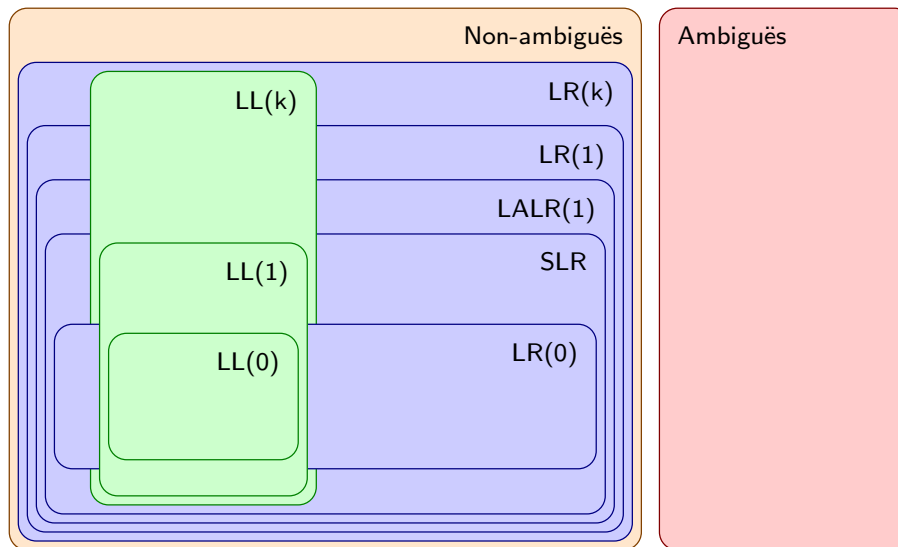 Non-ambiguës
Ambiguës
LR(k)
LL(k)
LR(1)
LALR(1)
SLR
LL(1)
LR(0)
LL(0)